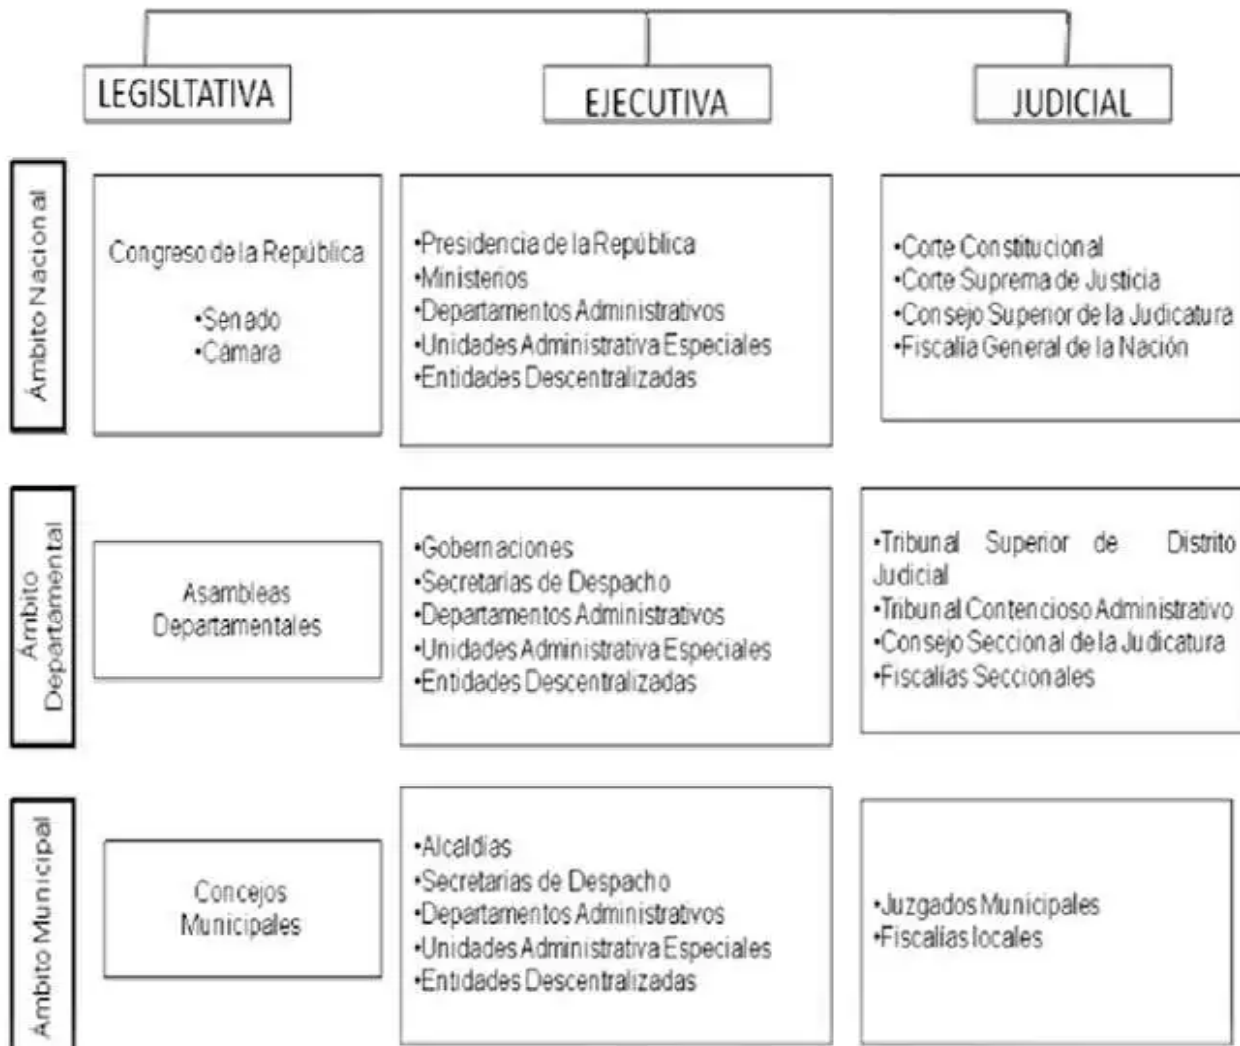 LEGISLTATIVA
EJECUTIVA
JUDICIAL
Ámbito Nacional
Congreso de la República
•Senado
•Cámara
•Presidencia de la República
•Ministerios
•Departamentos Administrativos
•Unidades Administrativa Especiales
•Entidades Descentralizadas
•Corte Constitucional
•Corte Suprema de Justicia
•Consejo Superior de la Judicatura
•Fiscalía General de la Nación
Ámbito
Departamental
Asambleas
Departamentales
•Gobernaciones
•Secretarías de Despacho
•Departamentos Administrativos
•Unidades Administrativa Especiales
•Entidades Descentralizadas
•Tribunal Superior de Distrito
Judicial
•Tribunal Contencioso Administrativo
•Consejo Seccional de la Judicatura
•Fiscalías Seccionales
Ámbito Municipal
Concejos
Municipales
•Alcaldías
•Secretarías de Despacho
•Departamentos Administrativos
•Unidades Administrativa Especiales
•Entidades Descentralizadas
•Juzgados Municipales
•Fiscalías locales